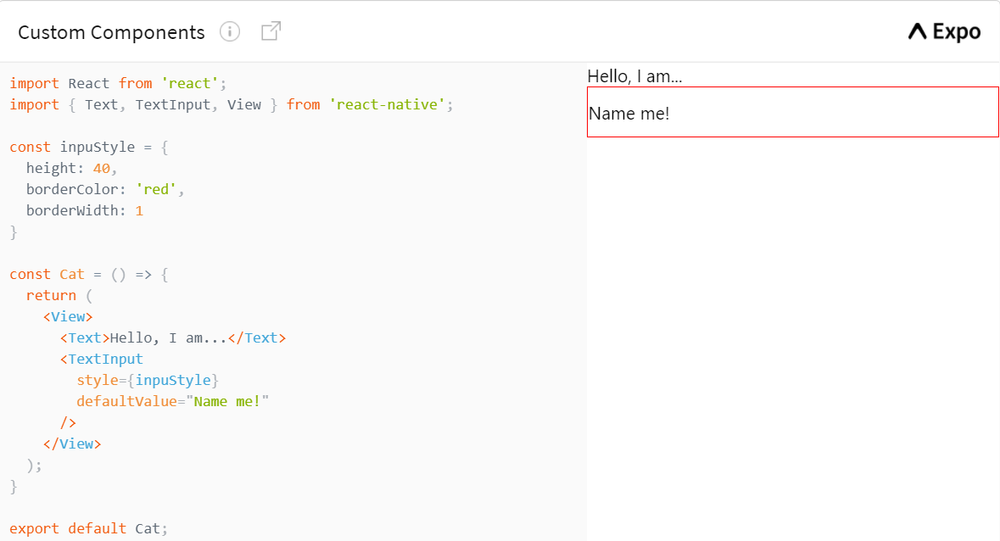 Custom Components
Expo
import React from 'react';
import { Text, TextInput, View } from 'react-native';
const inpuStyle = {
  height: 40,
  borderColor: 'red',
  borderWidth: 1
}
const Cat = () => {
  return (
    <View>
      <Text>Hello, I am...</Text>
      <TextInput
        style={inpuStyle}
        defaultValue="Name me!"
      />
    </View>
  );
}
export default Cat;
Hello, I am...
Name me!